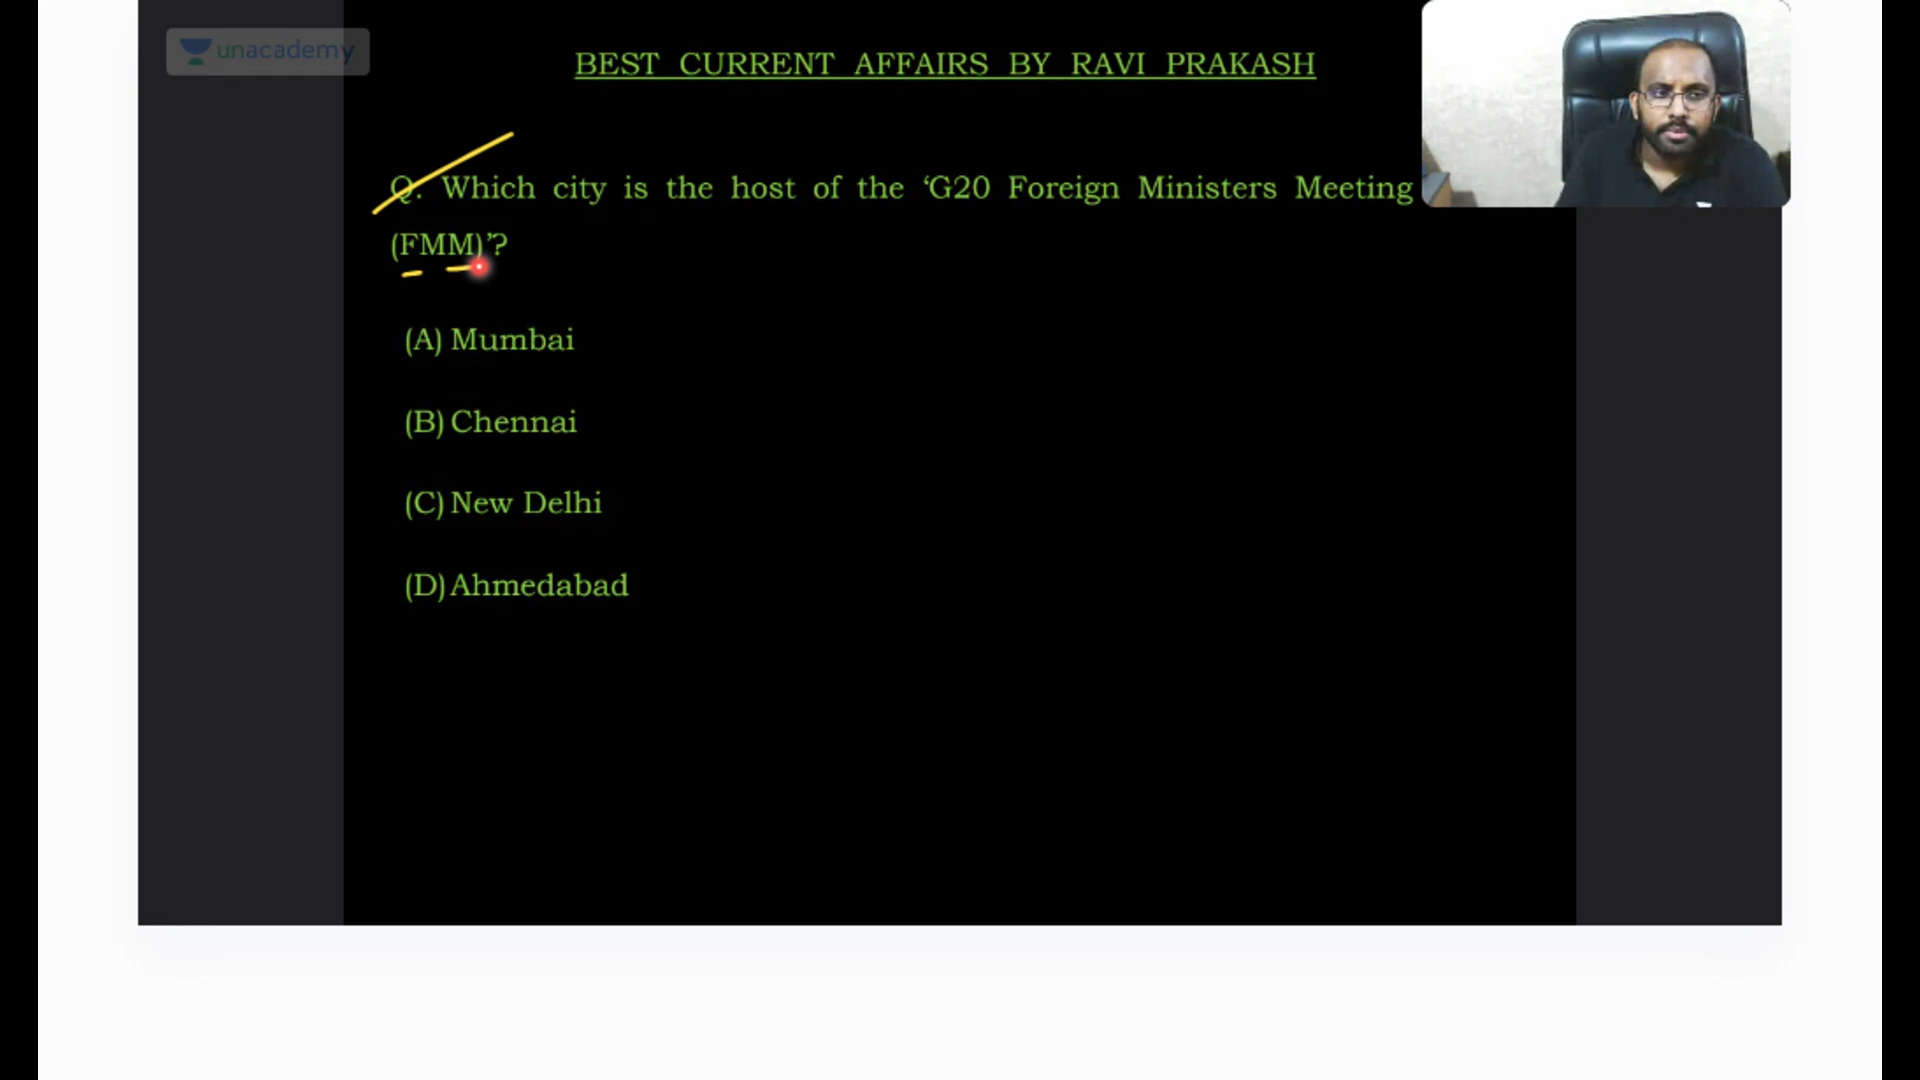 unacademy
BEST CURRENT AFFAIRS BY RAVI PRAKASH
Q. Which city is the host of the ‘G20 Foreign Ministers Meeting
(FMM)’?
(A) Mumbai
(B) Chennai
(C) New Delhi
(D) Ahmedabad